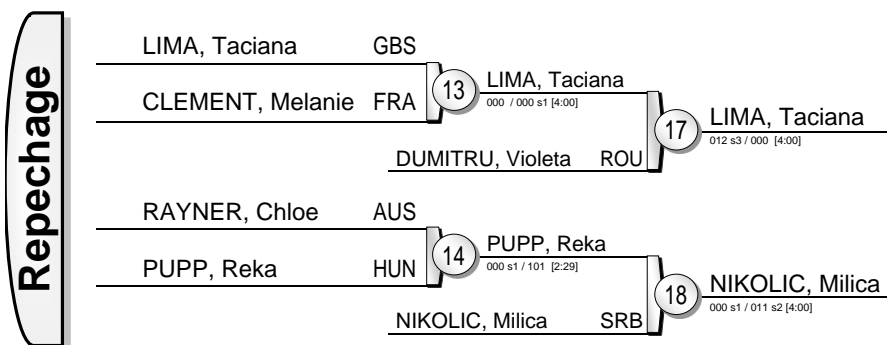 Repechage
LIMA, Taciana GBS
CLEMENT, Melanie FRA
13
LIMA, Taciana
000 / 000 s1 [4:00]
DUMITRU, Violeta ROU
17
LIMA, Taciana
012 s3 / 000 [4:00]
RAYNER, Chloe AUS
PUPP, Reka HUN
14
PUPP, Reka
000 s1 / 101 [2:29]
NIKOLIC, Milica SRB
18
NIKOLIC, Milica
000 s1 / 011 s2 [4:00]